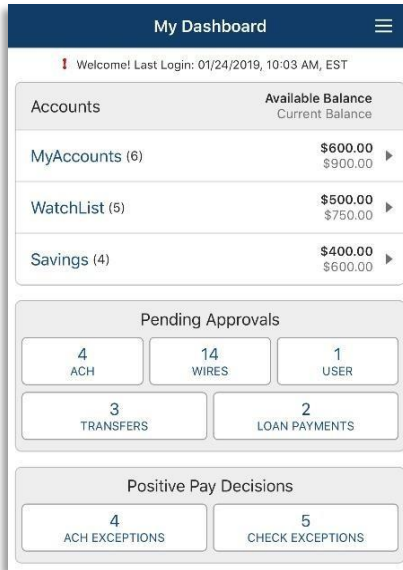 My Dashboard
! Welcome! Last Login: 01/24/2019, 10:03 AM, EST
Accounts
Available Balance
Current Balance
MyAccounts (6)
$600.00
$900.00
WatchList (5)
$500.00
$750.00
Savings (4)
$400.00
$600.00
Pending Approvals
4
ACH
14
WIRES
1
USER
3
TRANSFERS
2
LOAN PAYMENTS
Positive Pay Decisions
4
ACH EXCEPTIONS
5
CHECK EXCEPTIONS